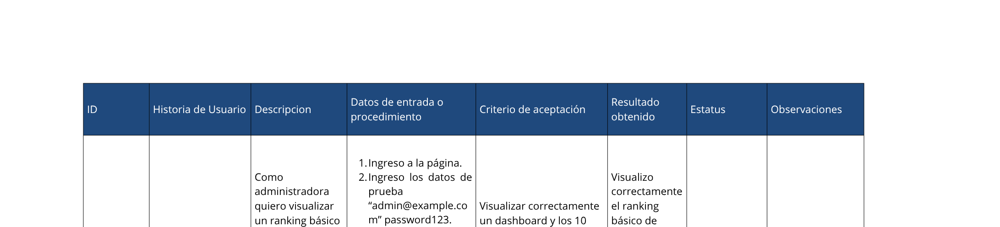 ID
Historia de Usuario
Descripcion
Datos de entrada o
procedimiento
Criterio de aceptación
Resultado
obtenido
Estatus
Observaciones
Como
administradora
quiero visualizar
un ranking básico
1. Ingreso a la página.
2. Ingreso los datos de
prueba
“admin@example.co
m” password123.
Visualizar correctamente
un dashboard y los 10
Visualizo
correctamente
el ranking
básico de